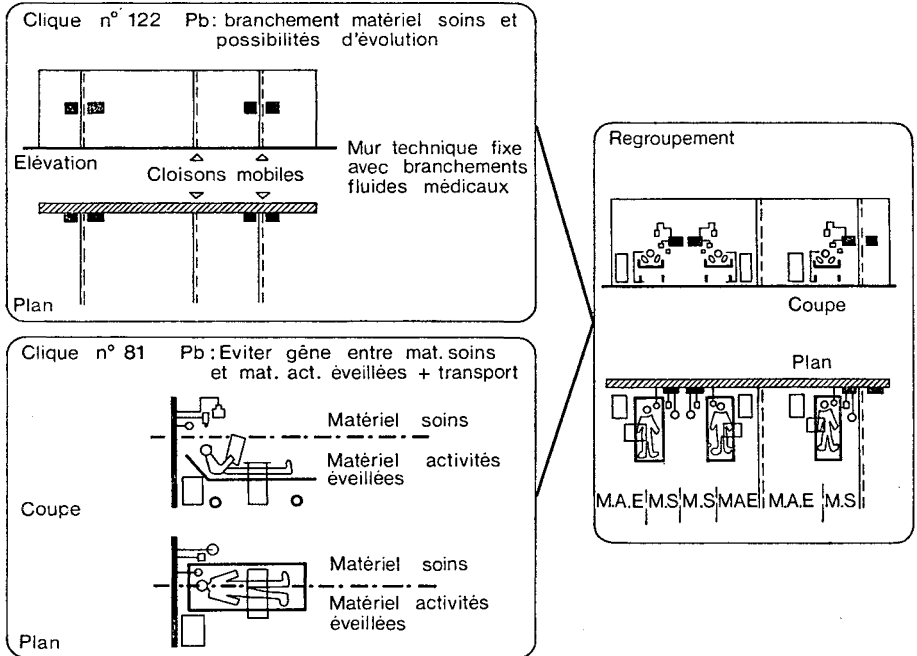 Clique n° 122 Pb: branchement matériel soins et
possibilités d'évolution
Elévation
Cloisons mobiles
Mur technique fixe
avec branchements
fluides médicaux
Plan
Clique n° 81 Pb: Eviter gêne entre mat. soins
et mat. act. éveillées + transport
Matériel soins
Matériel activités
éveillées
Coupe
Matériel soins
Matériel activités
éveillées
Plan
Regroupement
Coupe
Plan
M.A.E M.S M.S MAE M.A.E M.S